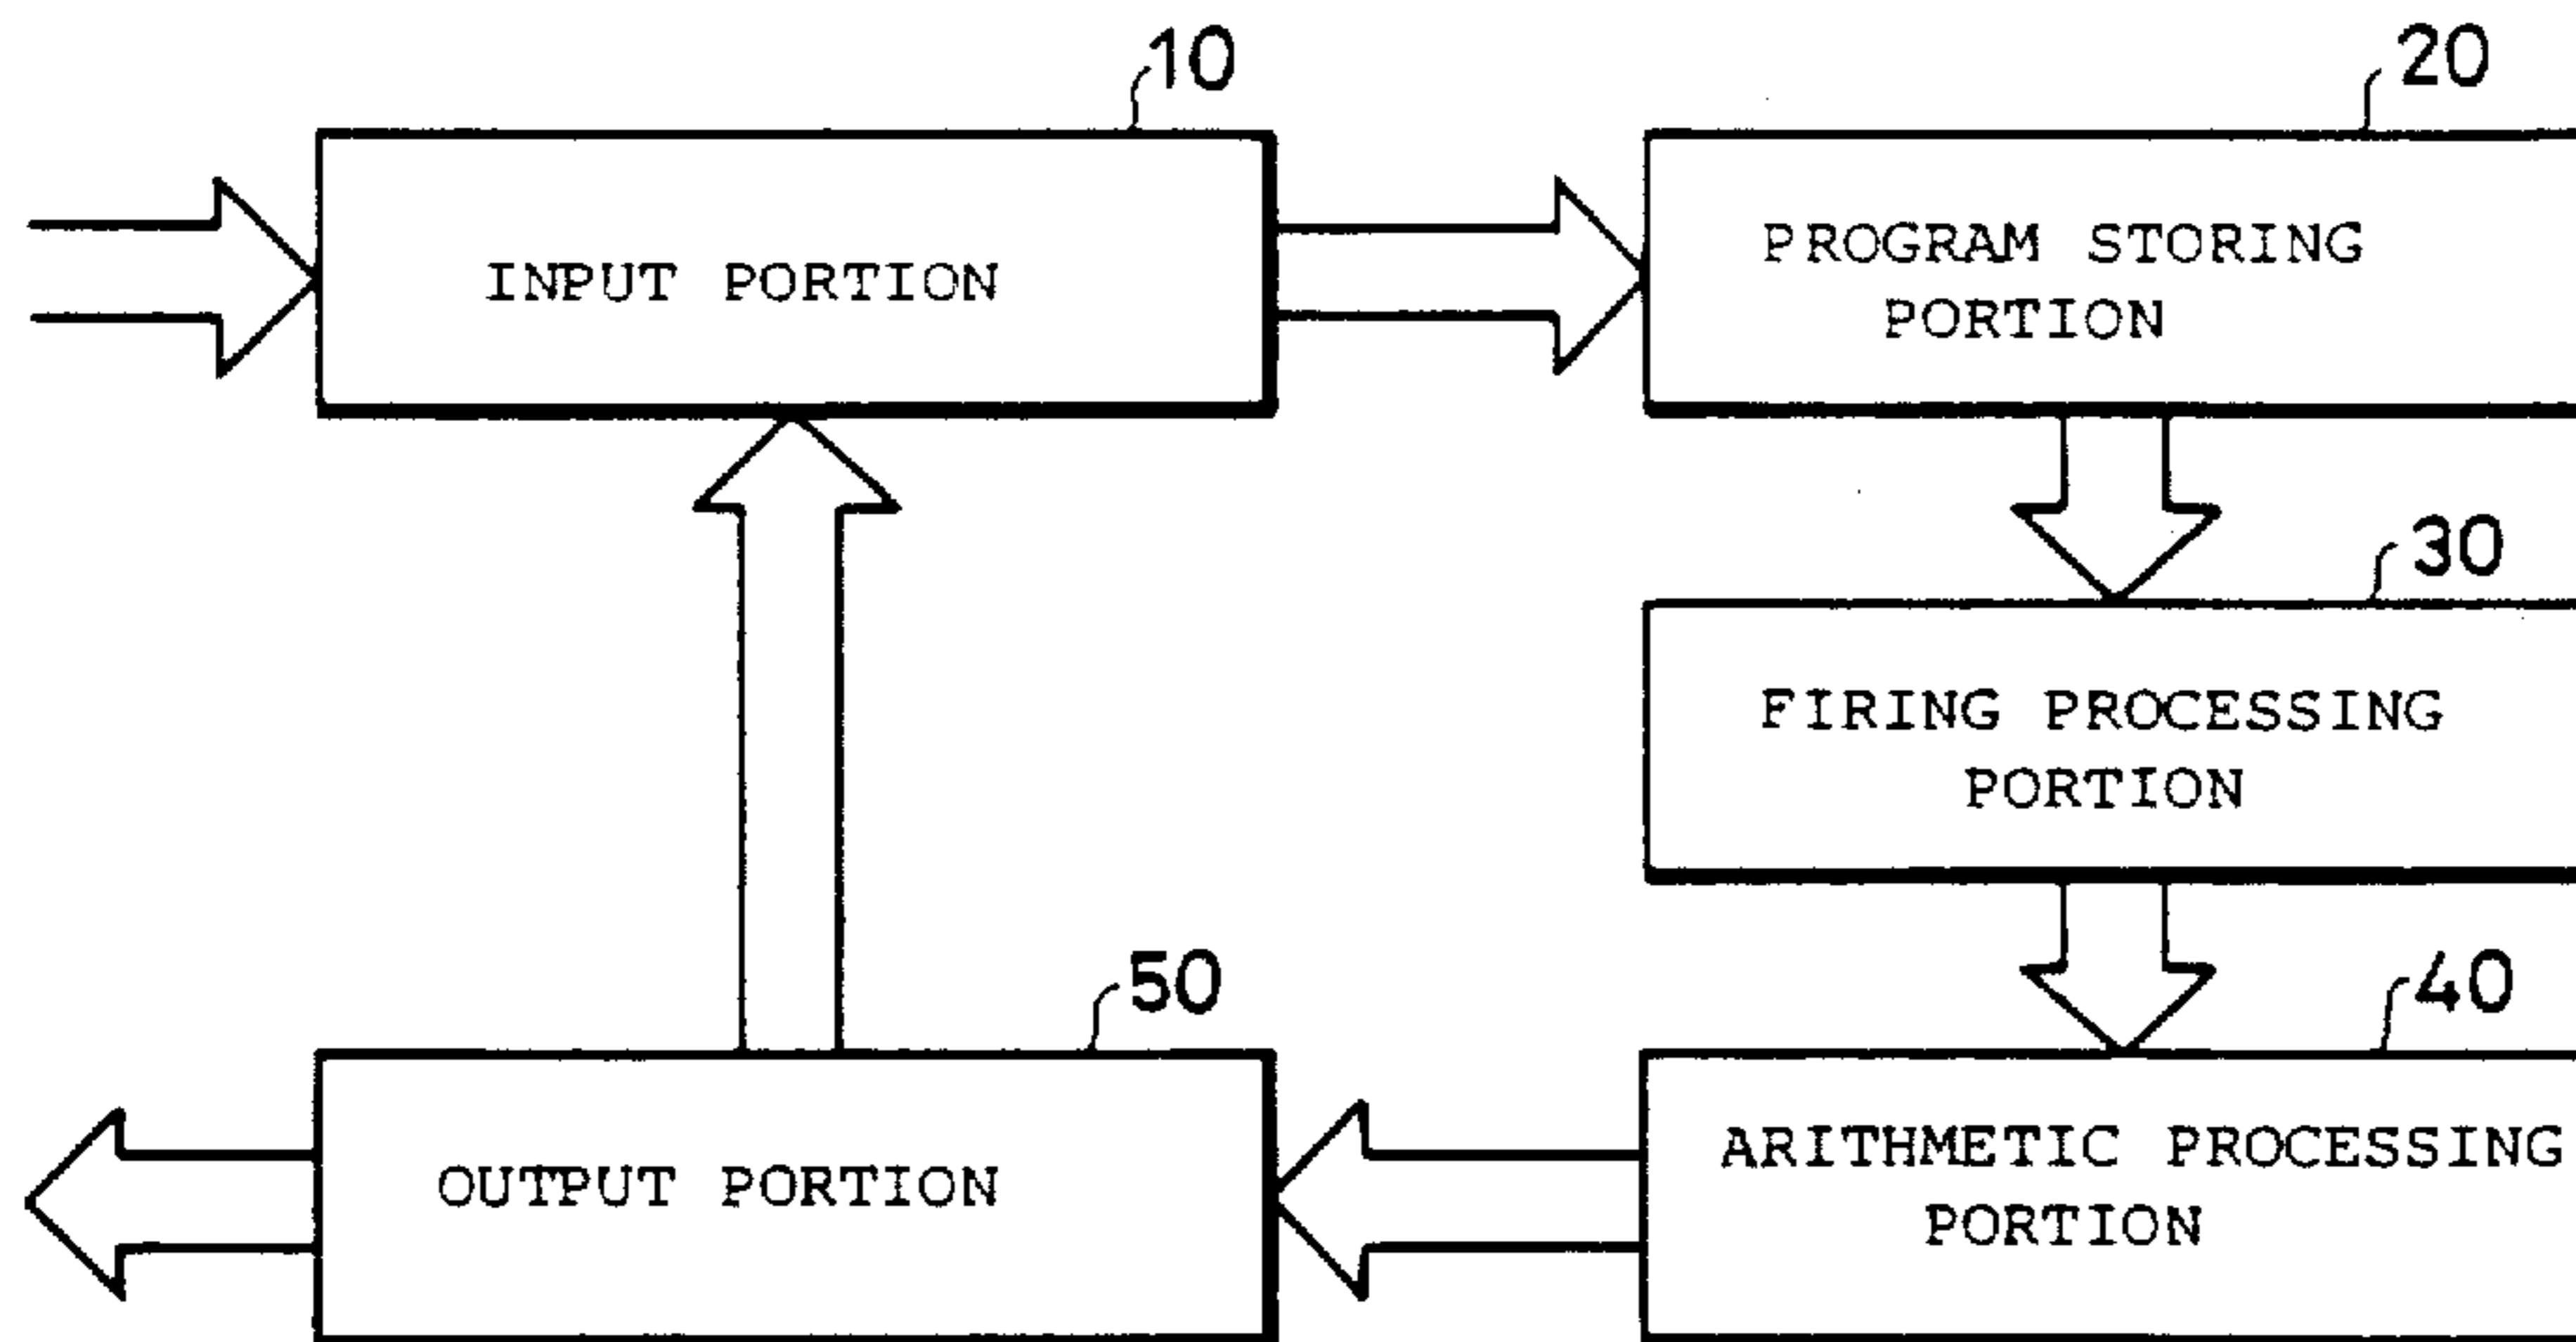 10
20
INPUT PORTION
PROGRAM STORING
PORTION
30
FIRING PROCESSING
PORTION
50
40
OUTPUT PORTION
ARITHMETIC PROCESSING
PORTION